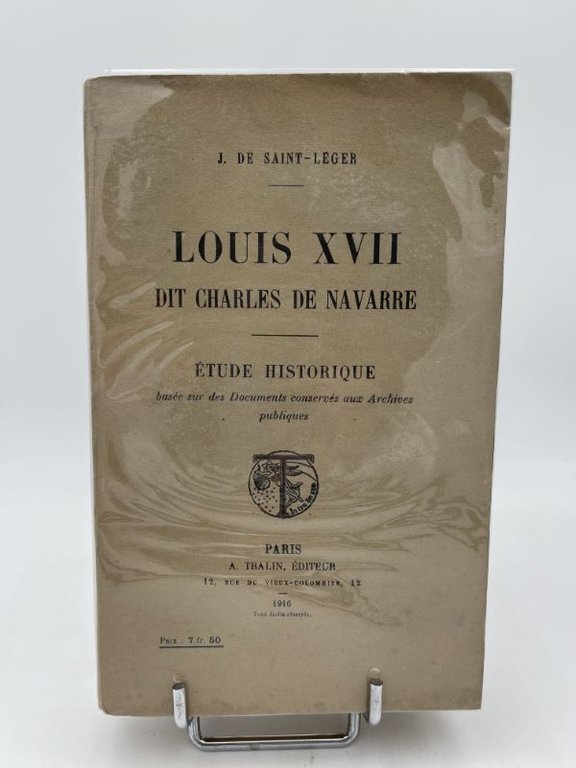 J. DE SAINT-LÉGER
LOUIS XVII
DIT CHARLES DE NAVARRE
ÉTUDE HISTORIQUE
basée sur des Documents conservés aux Archives
publiques
PARIS
A. THALIN, ÉDITEUR
12, RUE DU VIEUX-COLOMBIER, 12
1916
Tous droits réservés.
Prix : 7 fr. 50